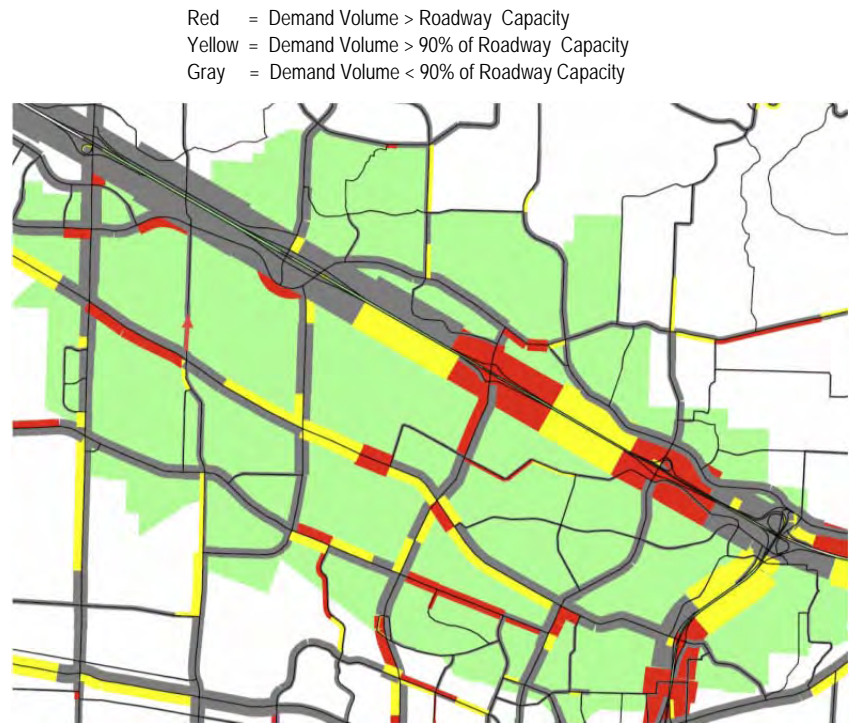 Red = Demand Volume > Roadway Capacity
Yellow = Demand Volume > 90% of Roadway Capacity
Gray = Demand Volume < 90% of Roadway Capacity